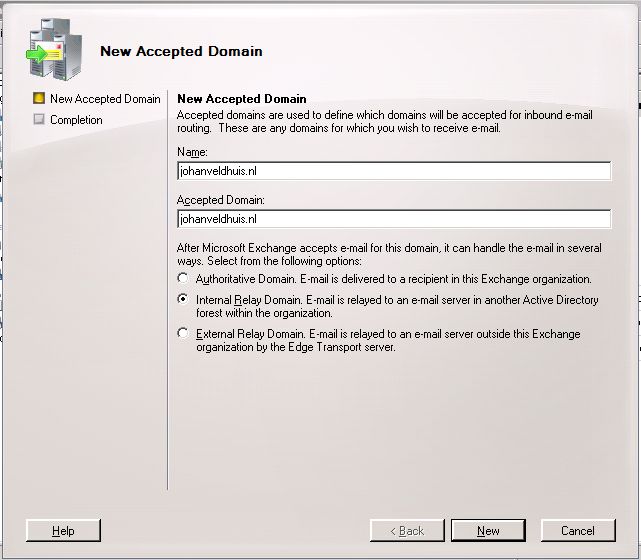 New Accepted Domain
New Accepted Domain
Completion
New Accepted Domain
Accepted domains are used to define which domains will be accepted for inbound e-mail
routing.  These are any domains for which you wish to receive e-mail.
Name:
johanveldhuis.nl
Accepted Domain:
johanveldhuis.nl
After Microsoft Exchange accepts e-mail for this domain, it can handle the e-mail in several
ways. Select from the following options:
Authoritative Domain. E-mail is delivered to a recipient in this Exchange organization.
Internal Relay Domain. E-mail is relayed to an e-mail server in another Active Directory
forest within the organization.
External Relay Domain. E-mail is relayed to an e-mail server outside this Exchange
organization by the Edge Transport server.
Help
< Back
New
Cancel